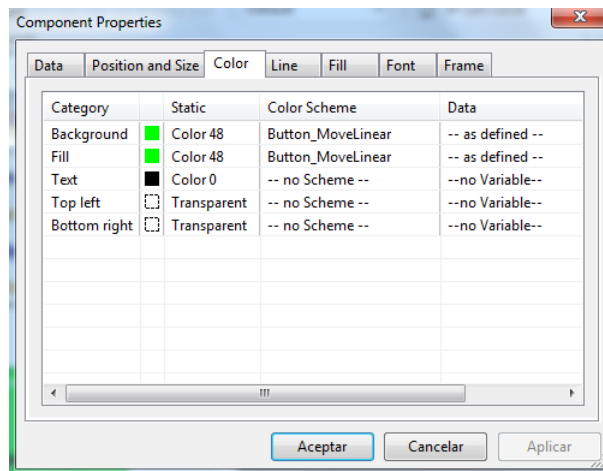 Component Properties
x
Data Position and Size Color Line Fill Font Frame
Category Static Color Scheme Data
Background Color 48 Button_MoveLinear -- as defined --
Fill Color 48 Button_MoveLinear -- as defined --
Text Color 0 -- no Scheme -- --no Variable--
Top left Transparent -- no Scheme -- --no Variable--
Bottom right Transparent -- no Scheme -- --no Variable--
Aceptar Cancelar Aplicar